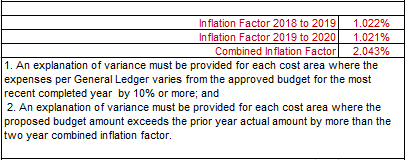 Inflation Factor 2018 to 2019 1.022%
Inflation Factor 2019 to 2020 1.021%
Combined Inflation Factor 2.043%
1. An explanation of variance must be provided for each cost area where the
expenses per General Ledger varies from the approved budget for the most
recent completed year by 10% or more; and
2. An explanation of variance must be provided for each cost area where the
proposed budget amount exceeds the prior year actual amount by more than the
two year combined inflation factor.